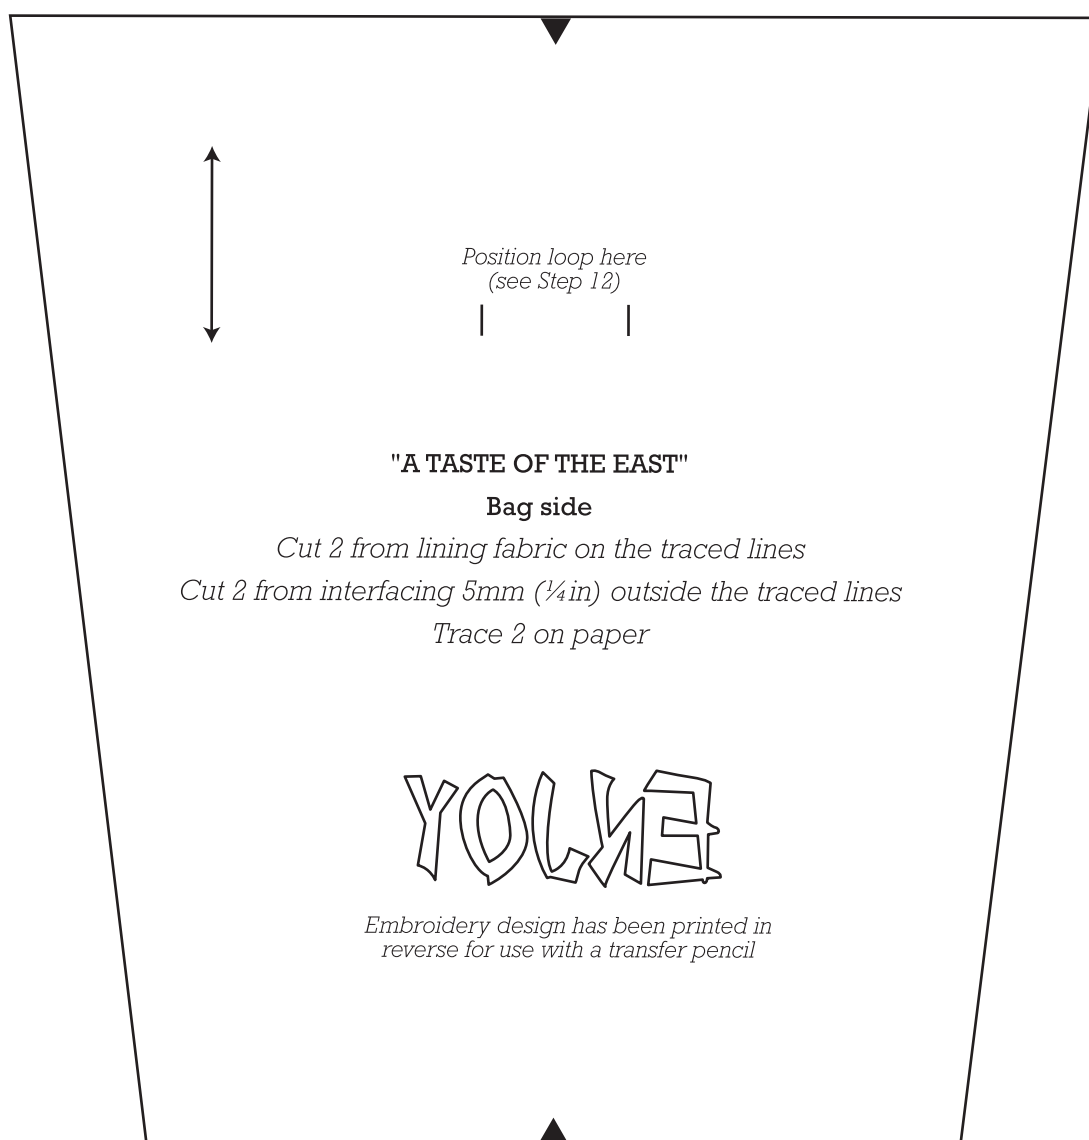 Position loop here
(see Step 12)
"A TASTE OF THE EAST"
Bag side
Cut 2 from lining fabric on the traced lines
Cut 2 from interfacing 5mm (¼in) outside the traced lines
Trace 2 on paper
ENJOY
Embroidery design has been printed in
reverse for use with a transfer pencil